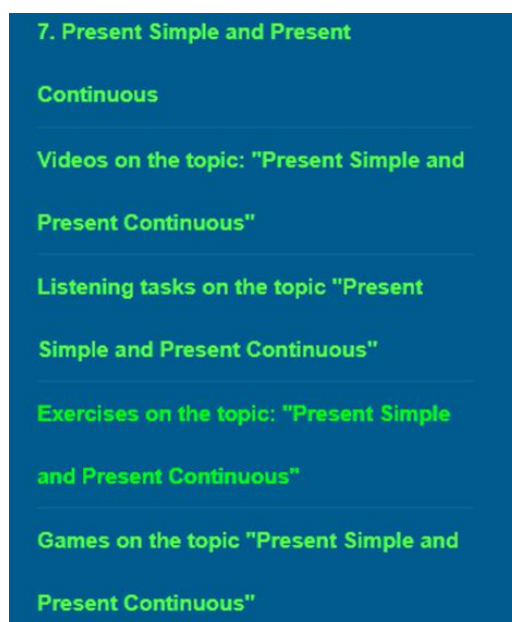 7. Present Simple and Present
Continuous
Videos on the topic: "Present Simple and
Present Continuous"
Listening tasks on the topic "Present
Simple and Present Continuous"
Exercises on the topic: "Present Simple
and Present Continuous"
Games on the topic "Present Simple and
Present Continuous"